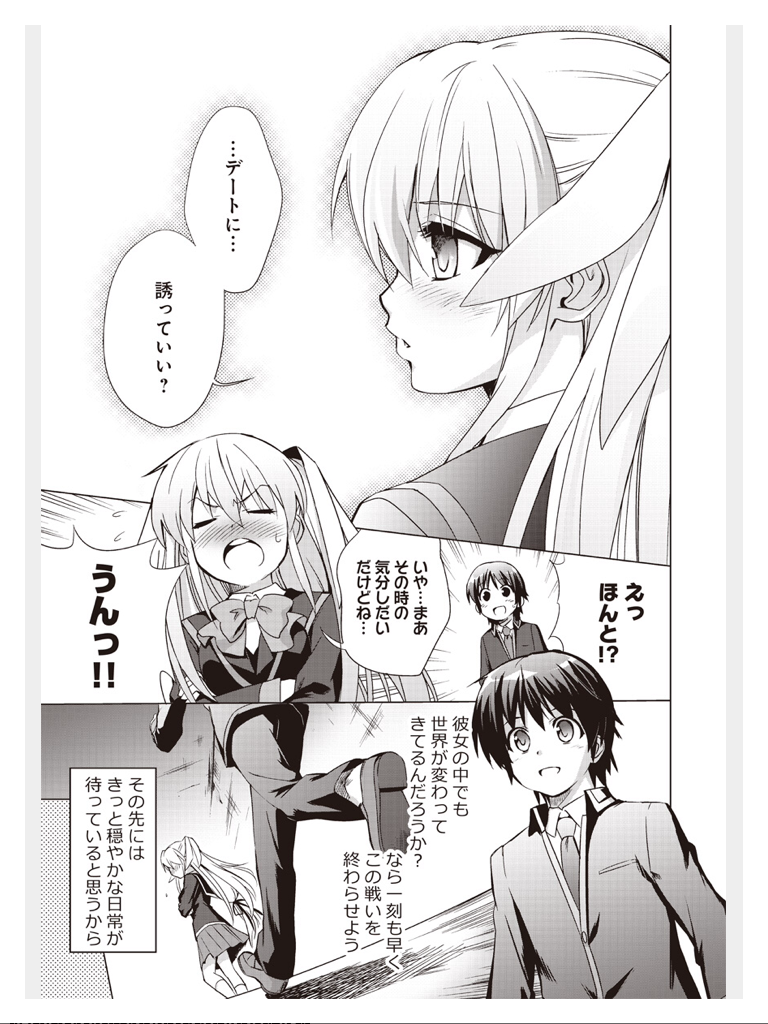 …デートに…
誘っていい？
えっ
ほんと!?
いや…まあ
その時の
気分しだい
だけどね…
うんっ!!
彼女の中でも
世界が変わって
きてるんだろうか？
なら一刻も早く
この戦いを
終わらせよう
その先には
きっと穏やかな日常が
待っていると思うから